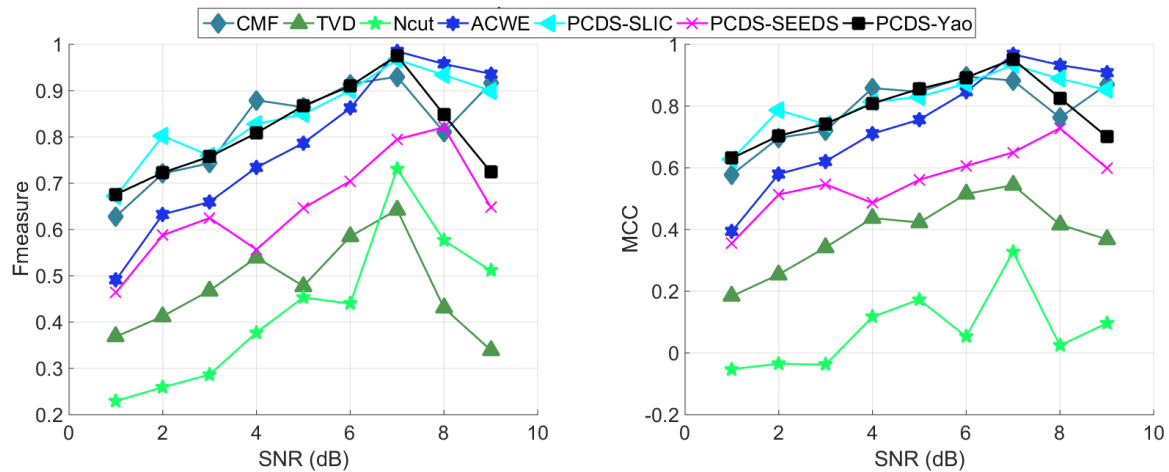 CMF TVD Ncut ACWE PCDS-SLIC PCDS-SEEDS PCDS-Yao
1
0.9
0.8
0.7
0.6
0.5
0.4
0.3
0.2
Fmeasure
0 2 4 6 8 10
SNR (dB)
1
0.8
0.6
0.4
0.2
0
-0.2
MCC
0 2 4 6 8 10
SNR (dB)